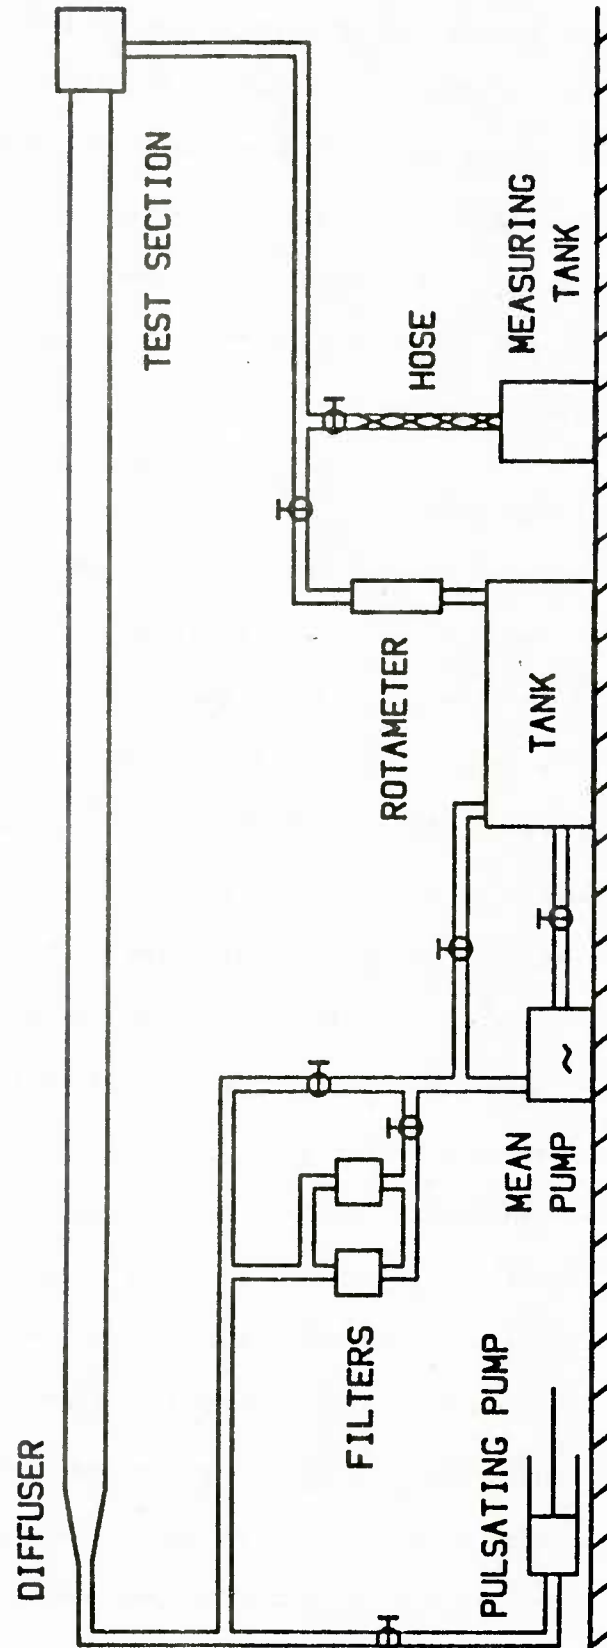 DIFFUSER
TEST SECTION
FILTERS
ROTAMETER
HOSE
PULSATING PUMP
MEAN
PUMP
~
TANK
MEASURING
TANK